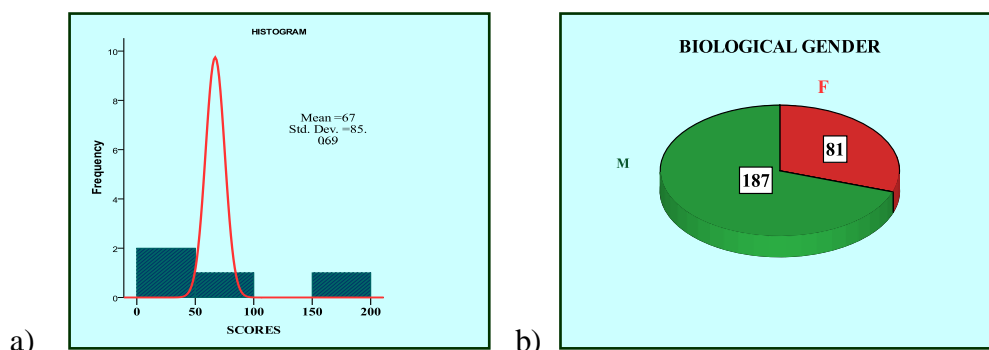 HISTOGRAM
10
8
6
4
2
0
Frequency
Mean =67
Std. Dev. =85.
069
0 50 100 150 200
SCORES
a)
BIOLOGICAL GENDER
F
81
M
187
b)